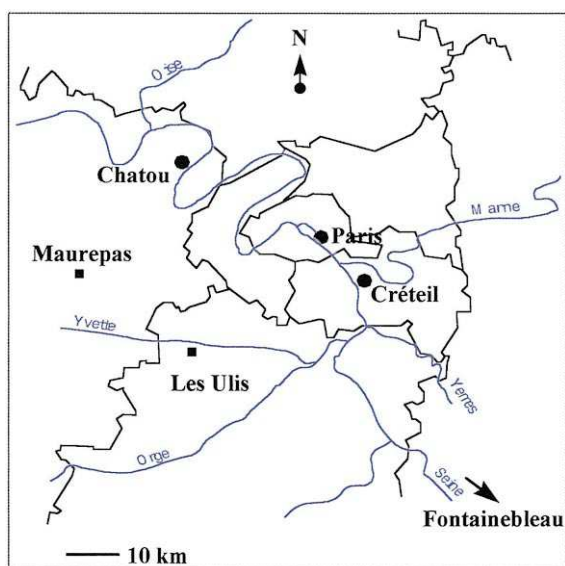 N
Oise
Chatou
Marne
Paris
Maurepas
Créteil
Yvette
Les Ulis
Yerres
Orge
Seine
Fontainebleau
10 km